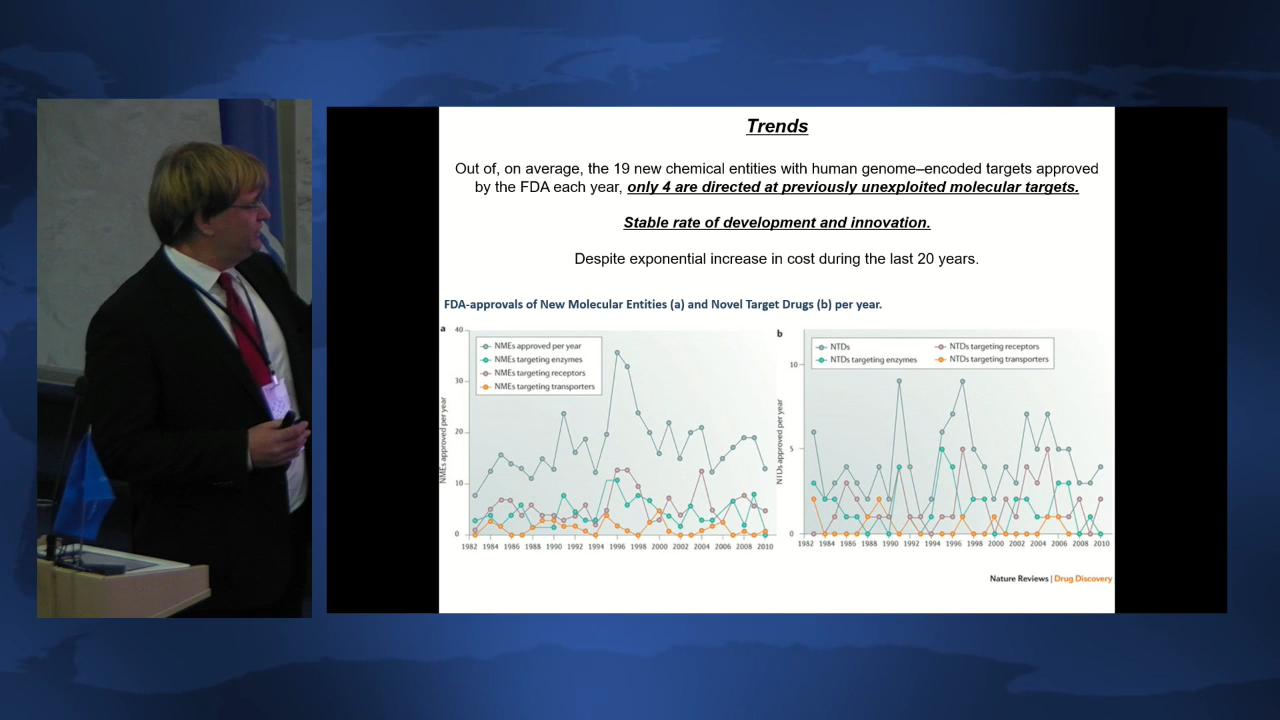 Trends
Out of, on average, the 19 new chemical entities with human genome–encoded targets approved
by the FDA each year, only 4 are directed at previously unexploited molecular targets.
Stable rate of development and innovation.
Despite exponential increase in cost during the last 20 years.
FDA-approvals of New Molecular Entities (a) and Novel Target Drugs (b) per year.
a
40
30
20
10
0
NMEs approved per year
NMEs approved per year
NMEs targeting enzymes
NMEs targeting receptors
NMEs targeting transporters
1982 1984 1986 1988 1990 1992 1994 1996 1998 2000 2002 2004 2006 2008 2010
b
10
5
0
NTDs approved per year
NTDs NTDs targeting receptors
NTDs targeting enzymes NTDs targeting transporters
1982 1984 1986 1988 1990 1992 1994 1996 1998 2000 2002 2004 2006 2008 2010
Nature Reviews | Drug Discovery